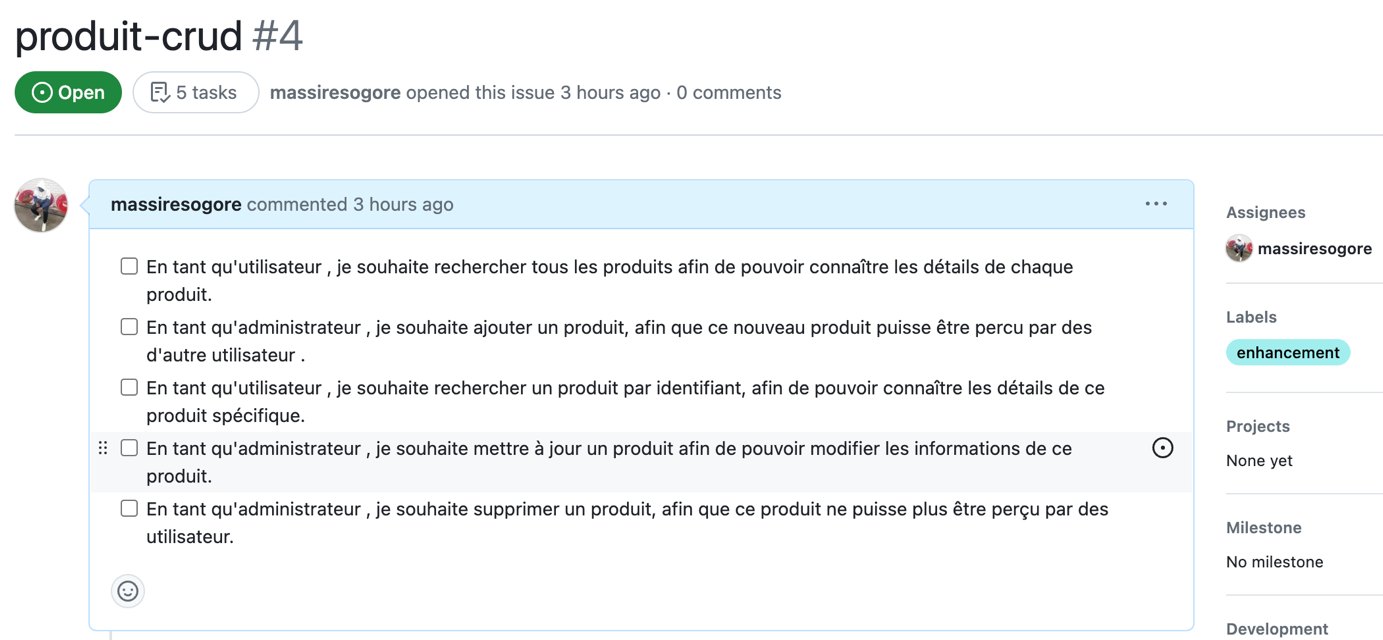 produit-crud #4
Open
5 tasks
massiresogore opened this issue 3 hours ago · 0 comments
massiresogore commented 3 hours ago
En tant qu'utilisateur , je souhaite rechercher tous les produits afin de pouvoir connaître les détails de chaque
produit.
En tant qu'administrateur , je souhaite ajouter un produit, afin que ce nouveau produit puisse être percu par des
d'autre utilisateur .
En tant qu'utilisateur , je souhaite rechercher un produit par identifiant, afin de pouvoir connaître les détails de ce
produit spécifique.
En tant qu'administrateur , je souhaite mettre à jour un produit afin de pouvoir modifier les informations de ce
produit.
En tant qu'administrateur , je souhaite supprimer un produit, afin que ce produit ne puisse plus être perçu par des
utilisateur.
Assignees
massiresogore
Labels
enhancement
Projects
None yet
Milestone
No milestone
Development